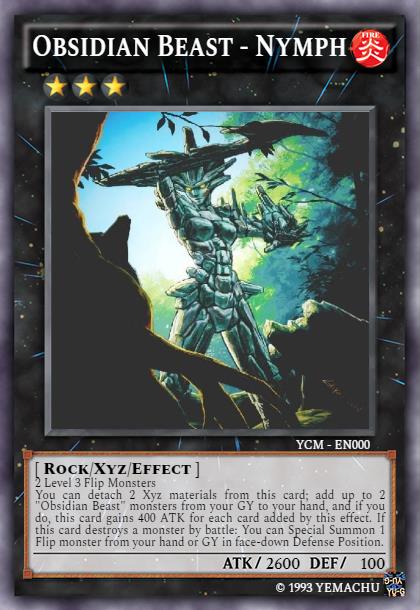 OBSIDIAN BEAST - NYMPH
FIRE
炎
YCM - EN000
[ ROCK/XYZ/EFFECT ]
2 Level 3 Flip Monsters
You can detach 2 Xyz materials from this card; add up to 2
"Obsidian Beast" monsters from your GY to your hand, and if you
do, this card gains 400 ATK for each card added by this effect. If
this card destroys a monster by battle: You can Special Summon 1
Flip monster from your hand or GY in face-down Defense Position.
ATK/ 2600 DEF/ 100
© 1993 YEMACHU